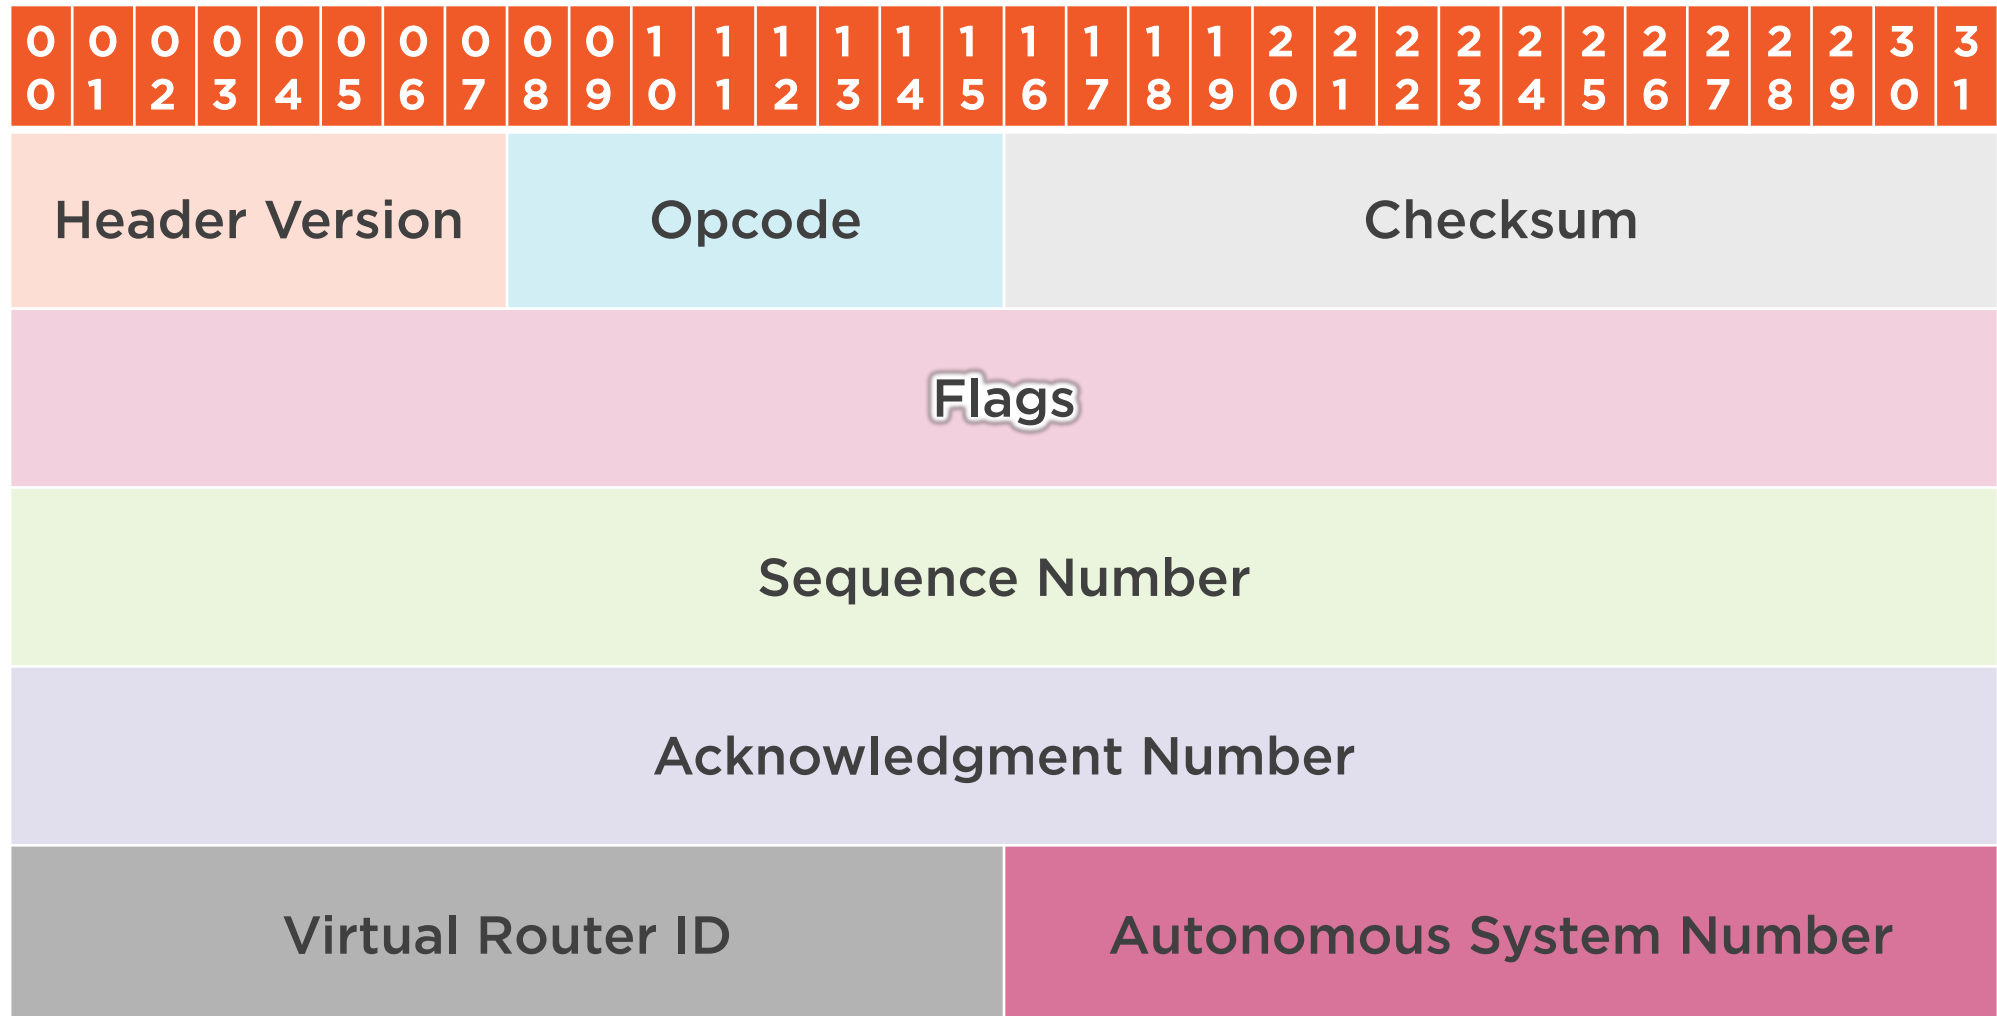 0 0 0 0 0 0 0 0 0 0 1 1 1 1 1 1 1 1 1 1 2 2 2 2 2 2 2 2 2 2 3 3
0 1 2 3 4 5 6 7 8 9 0 1 2 3 4 5 6 7 8 9 0 1 2 3 4 5 6 7 8 9 0 1
Header Version Opcode Checksum
Flags
Sequence Number
Acknowledgment Number
Virtual Router ID Autonomous System Number